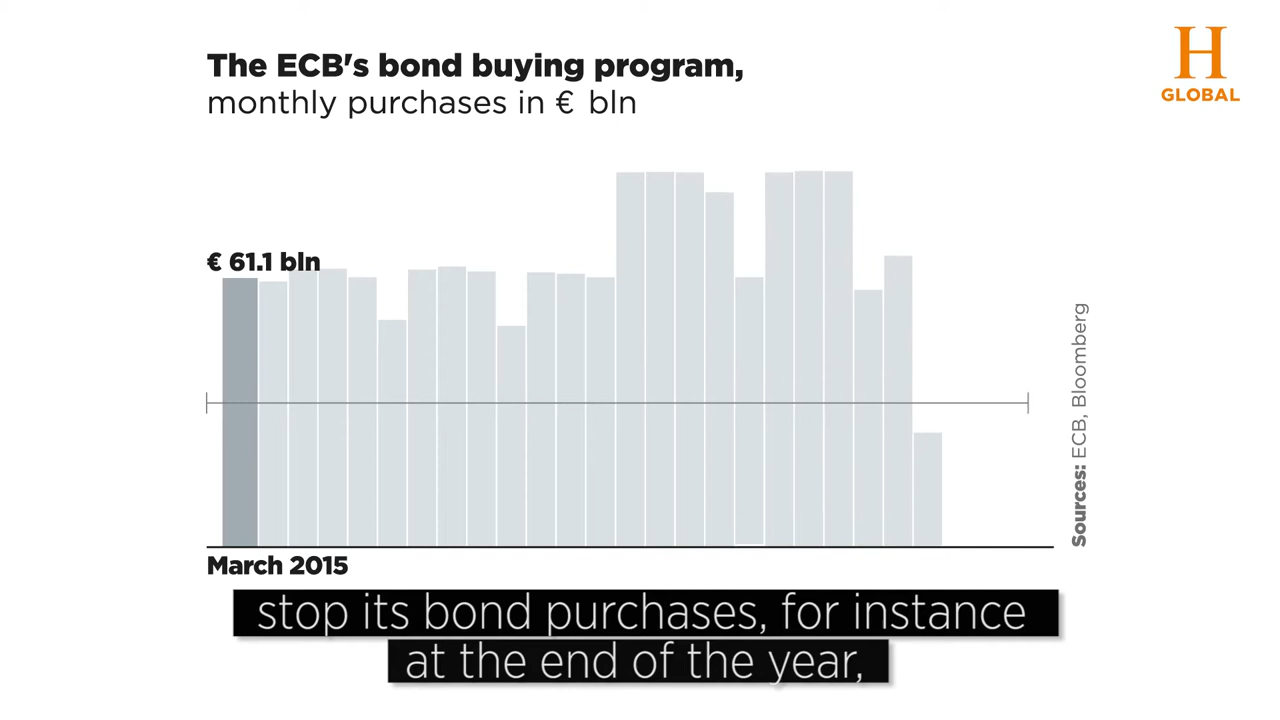 The ECB's bond buying program,
monthly purchases in € bln
H
GLOBAL
€ 61.1 bln
Sources: ECB, Bloomberg
March 2015
stop its bond purchases, for instance
at the end of the year,